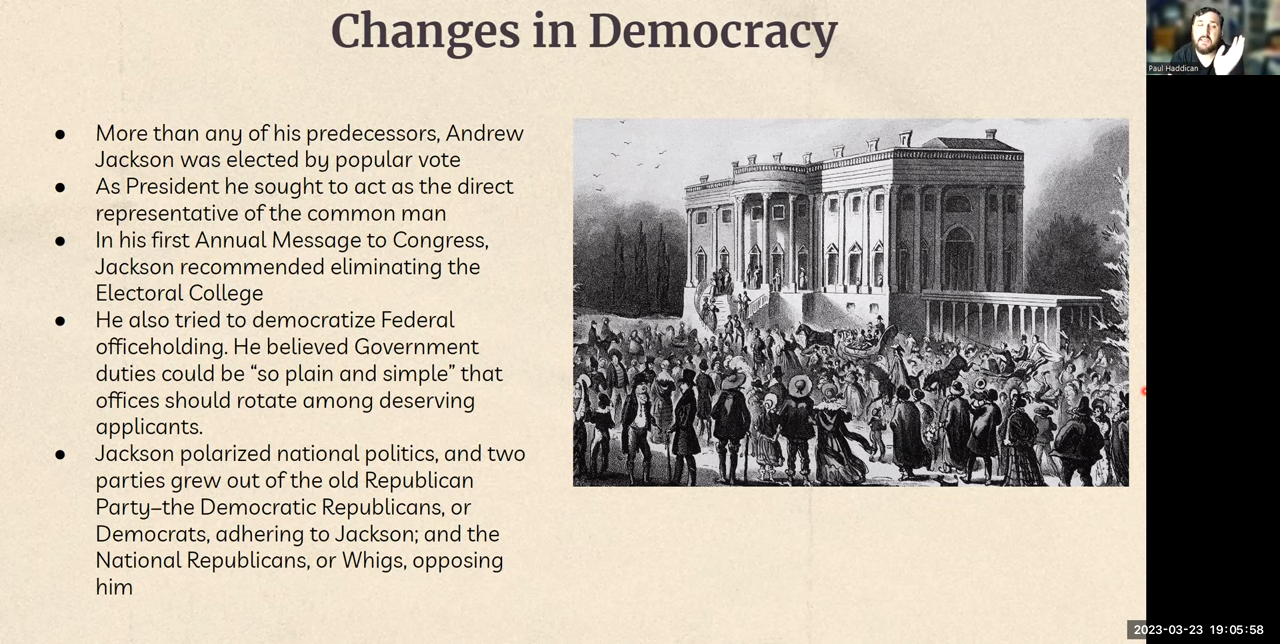 Changes in Democracy
Paul Haddican
● More than any of his predecessors, Andrew
Jackson was elected by popular vote
● As President he sought to act as the direct
representative of the common man
● In his first Annual Message to Congress,
Jackson recommended eliminating the
Electoral College
● He also tried to democratize Federal
officeholding. He believed Government
duties could be “so plain and simple” that
offices should rotate among deserving
applicants.
● Jackson polarized national politics, and two
parties grew out of the old Republican
Party–the Democratic Republicans, or
Democrats, adhering to Jackson; and the
National Republicans, or Whigs, opposing
him
2023-03-23 19:05:58